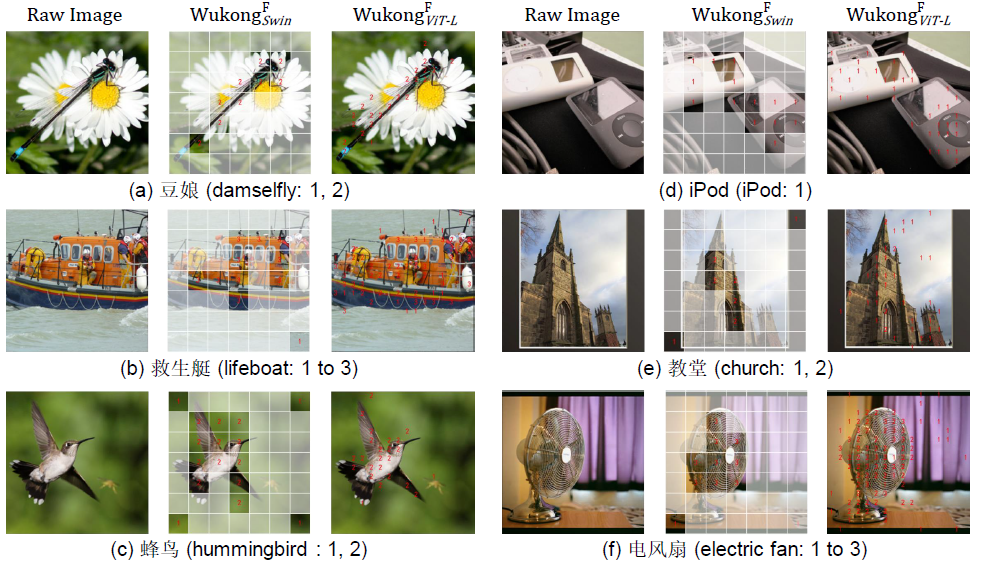 Raw Image Wukong^F_Swin Wukong^F_ViT-L Raw Image Wukong^F_Swin Wukong^F_ViT-L
(a) 豆娘 (damselfly: 1, 2)
(d) iPod (iPod: 1)
(b) 救生艇 (lifeboat: 1 to 3)
(e) 教堂 (church: 1, 2)
(c) 蜂鸟 (hummingbird : 1, 2)
(f) 电风扇 (electric fan: 1 to 3)